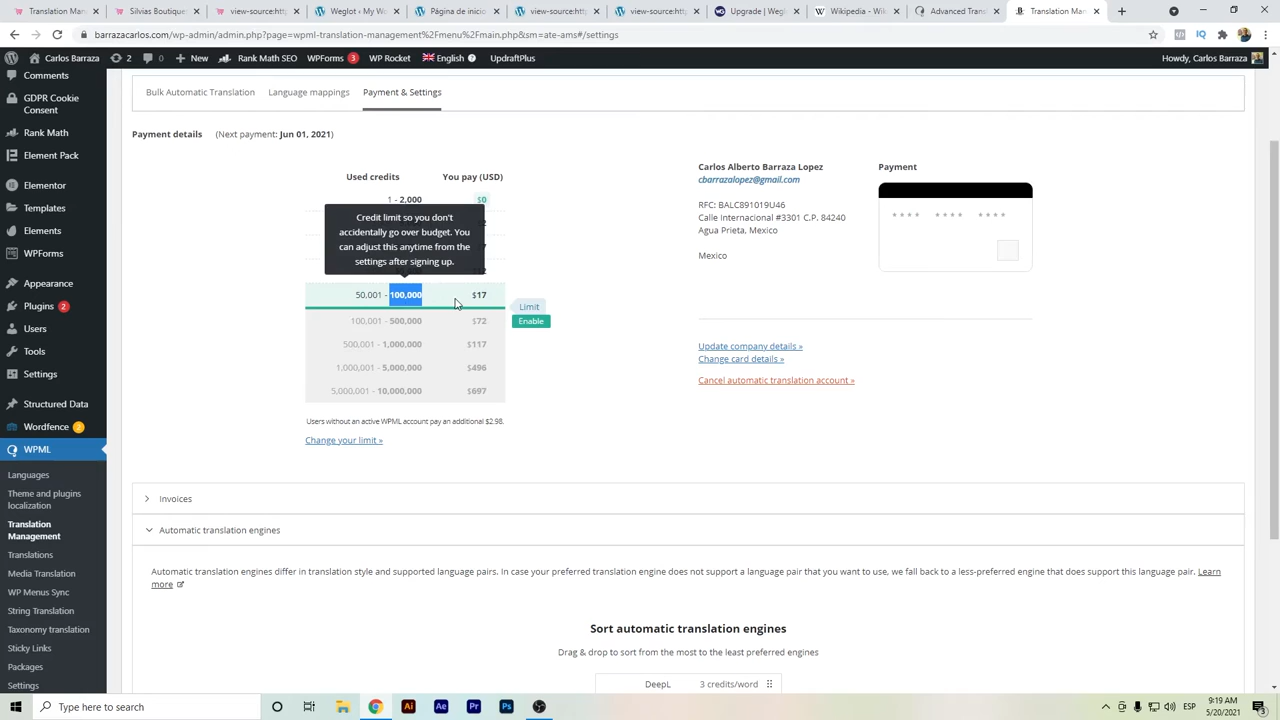 Translation Ma
Weglot - My W
Página de inicio
view-sourcehtt
view-sourcehtt
view-sourcehtt
Upgrade | Weg
Wikipedia - Wik
Advanced Tran
Translation Ma
barrazacarlos.com/wp-admin/admin.php?page=wpml-translation-management%2Fmenu%2Fmain.php&sm=ate-ams#/settings
Carlos Barraza 2 0 New Rank Math SEO WPForms 3 WP Rocket English UpdraftPlus Howdy, Carlos Barraza
Comments
GDPR Cookie
Consent
Rank Math
Element Pack
Elementor
Templates
Elements
WPForms
Appearance
Plugins 2
Users
Tools
Settings
Structured Data
Wordfence 2
WPML
Languages
Theme and plugins
localization
Translation
Management
Translations
Media Translation
WP Menus Sync
String Translation
Taxonomy translation
Sticky Links
Packages
Settings
Bulk Automatic Translation Language mappings Payment & Settings
Payment details (Next payment: Jun 01, 2021)
Used credits You pay (USD)
1 - 2,000 $0
Credit limit so you don't
accidentally go over budget. You
can adjust this anytime from the
settings after signing up.
50,001 - 100,000 $17
Limit
Enable
100,001 - 500,000 $72
500,001 - 1,000,000 $117
1,000,001 - 5,000,000 $496
5,000,001 - 10,000,000 $697
Users without an active WPML account pay an additional $2.98.
Change your limit »
Carlos Alberto Barraza Lopez
cbarrazalopez@gmail.com
RFC: BALC891019U46
Calle Internacional #3301 C.P. 84240
Agua Prieta, Mexico
Mexico
Payment
**** **** ****
Update company details »
Change card details »
Cancel automatic translation account »
Invoices
Automatic translation engines
Automatic translation engines differ in translation style and supported language pairs. In case your preferred translation engine does not support a language pair that you want to use, we fall back to a less-preferred engine that does support this language pair. Learn
more
Sort automatic translation engines
Drag & drop to sort from the most to the least preferred engines
DeepL 3 credits/word
Type here to search
ESP
9:19 AM
5/20/2021
3